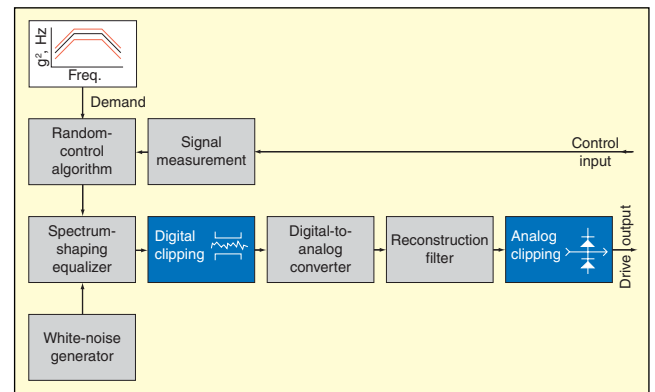 g², Hz
Freq.
Demand
Random-
control
algorithm
Signal
measurement
Control
input
Spectrum-
shaping
equalizer
Digital
clipping
Digital-to-
analog
converter
Reconstruction
filter
Analog
clipping
Drive output
White-noise
generator